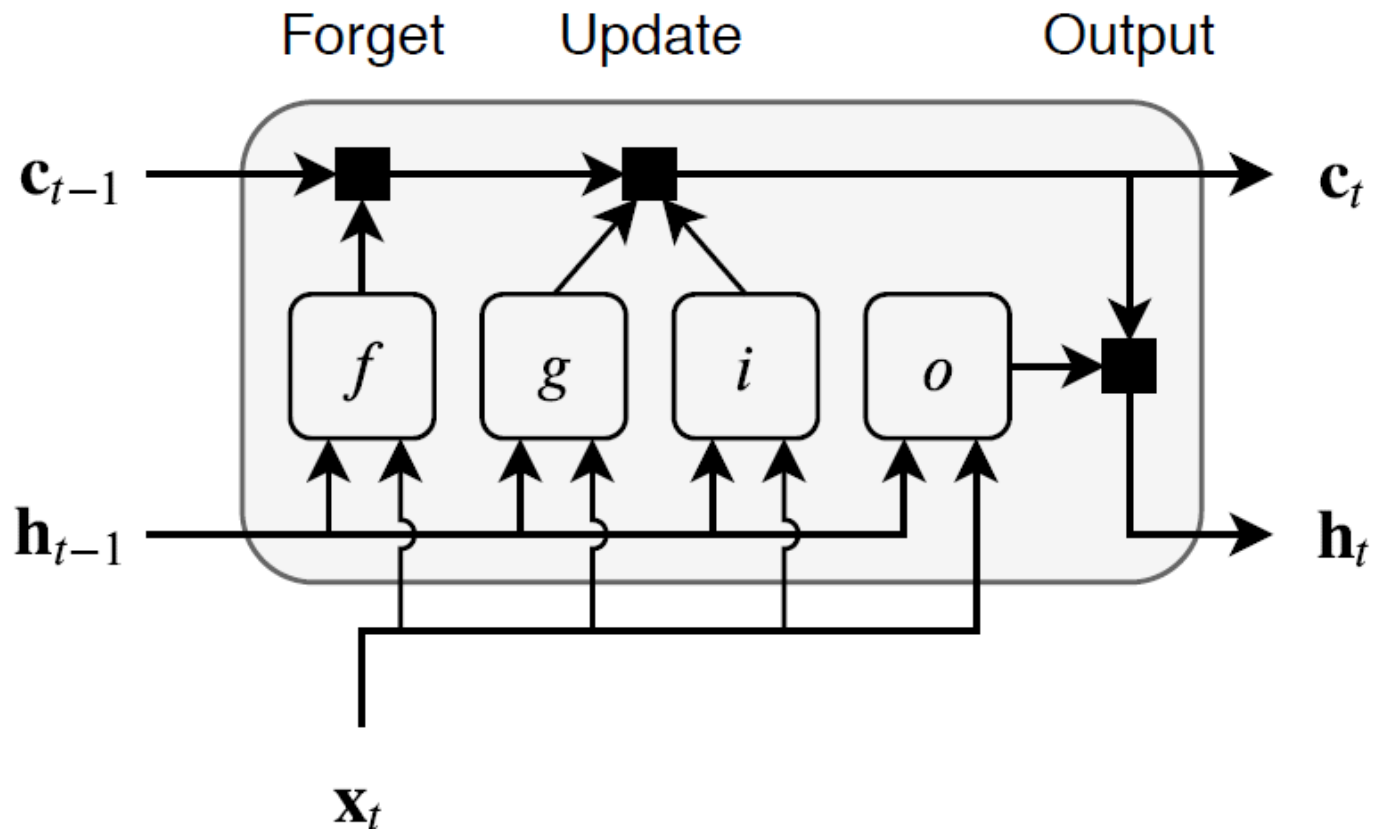 Forget Update Output
c_{t−1}
c_t
f g i o
h_{t−1}
h_t
x_t